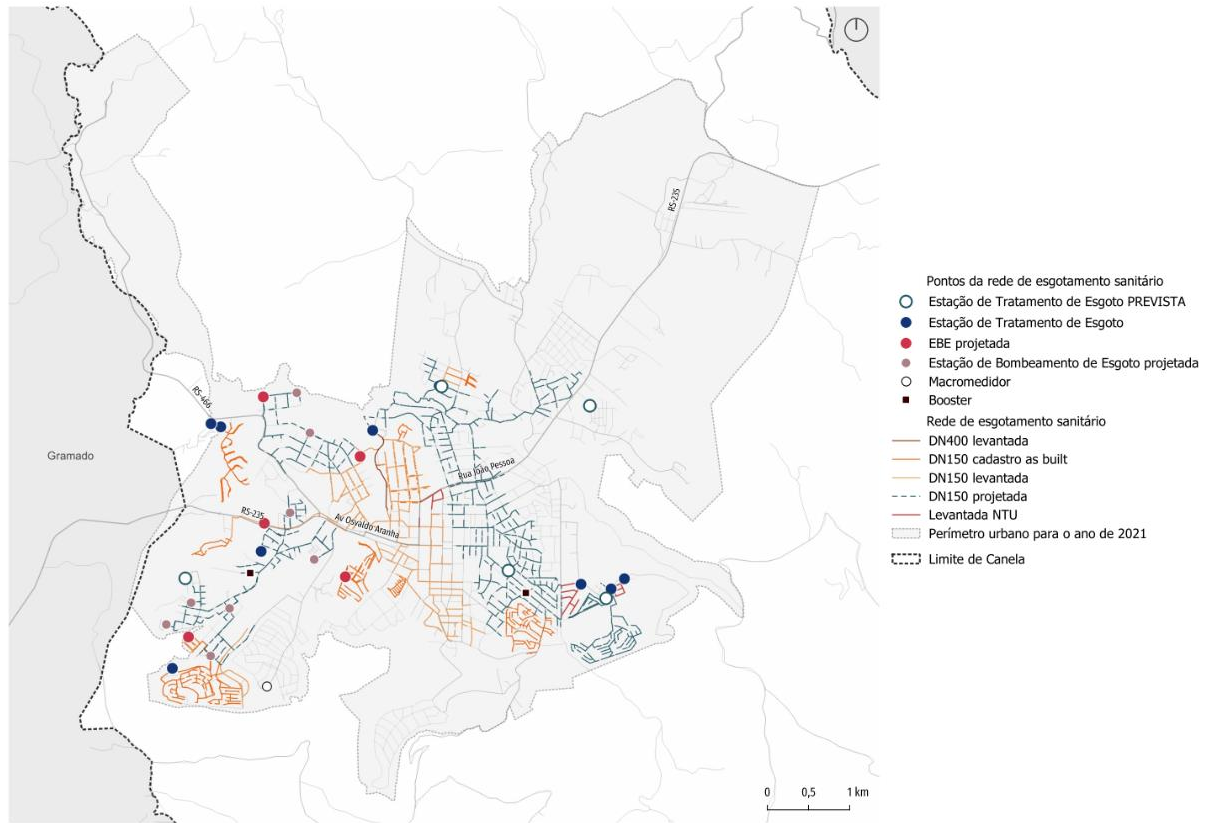 RS-235
RS-466
Gramado
Rua João Pessoa
RS-235
Av Osvaldo Aranha
0 0,5 1 km
Pontos da rede de esgotamento sanitário
Estação de Tratamento de Esgoto PREVISTA
Estação de Tratamento de Esgoto
EBE projetada
Estação de Bombeamento de Esgoto projetada
Macromedidor
Booster
Rede de esgotamento sanitário
DN400 levantada
DN150 cadastro as built
DN150 levantada
DN150 projetada
Levantada NTU
Perímetro urbano para o ano de 2021
Limite de Canela